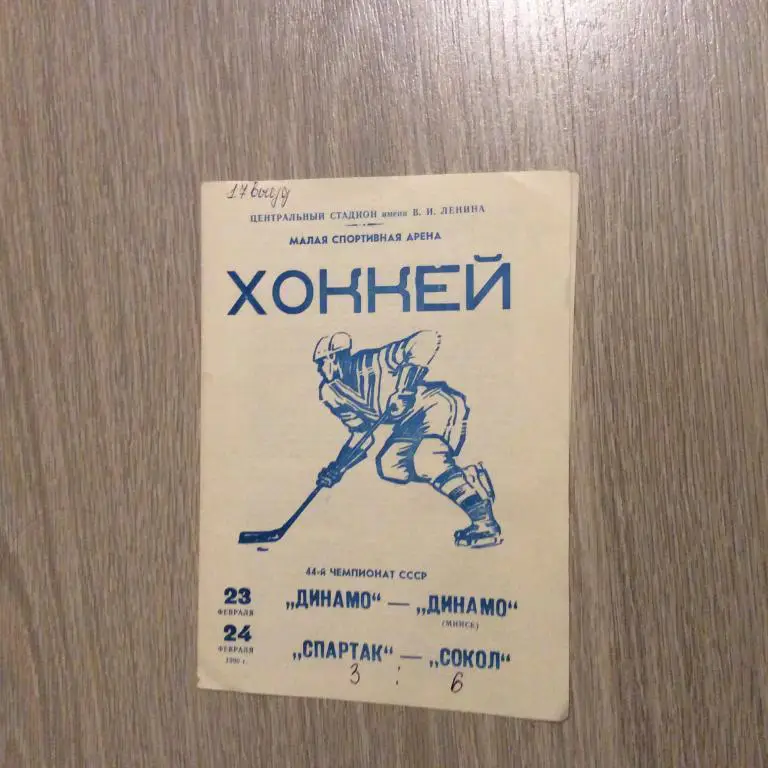 ЦЕНТРАЛЬНЫЙ СТАДИОН имени В. И. ЛЕНИНА
МАЛАЯ СПОРТИВНАЯ АРЕНА
ХОККЕЙ
44-й ЧЕМПИОНАТ СССР
23 ФЕВРАЛЯ „ДИНАМО“ — „ДИНАМО“ (МИНСК)
24 ФЕВРАЛЯ 1990 г. „СПАРТАК“ — „СОКОЛ“
3 : 6